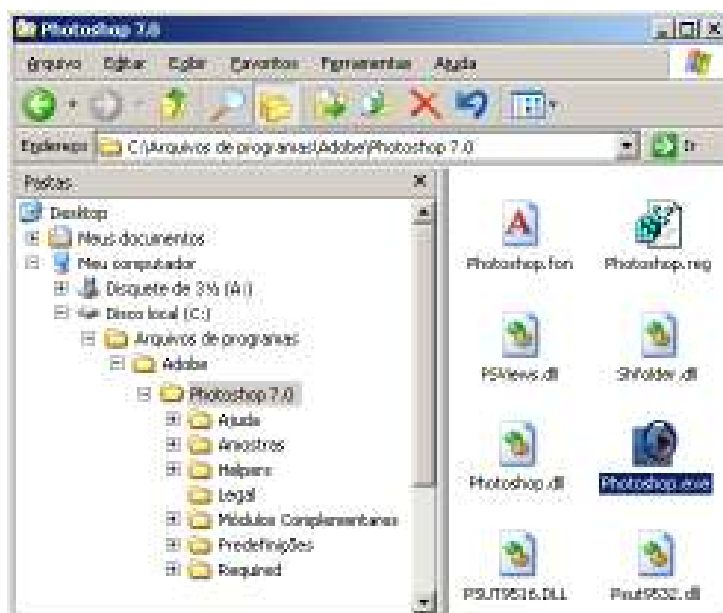 Photoshop 7.0
Arquivo Editar Exibir Favoritos Ferramentas Ajuda
Endereço C:\Arquivos de programas\Adobe\Photoshop 7.0 Ir
Pastas
Desktop
Meus documentos
Meu computador
Disquete de 3½ (A:)
Disco local (C:)
Arquivos de programas
Adobe
Photoshop 7.0
Ajuda
Amostras
Helpers
Legal
Módulos Complementares
Predefinições
Required
Photoshop.fon Photoshop.reg
PSViews.dll Shfolder.dll
Photoshop.dll Photoshop.exe
PSUT9516.DLL Psut9532.dll